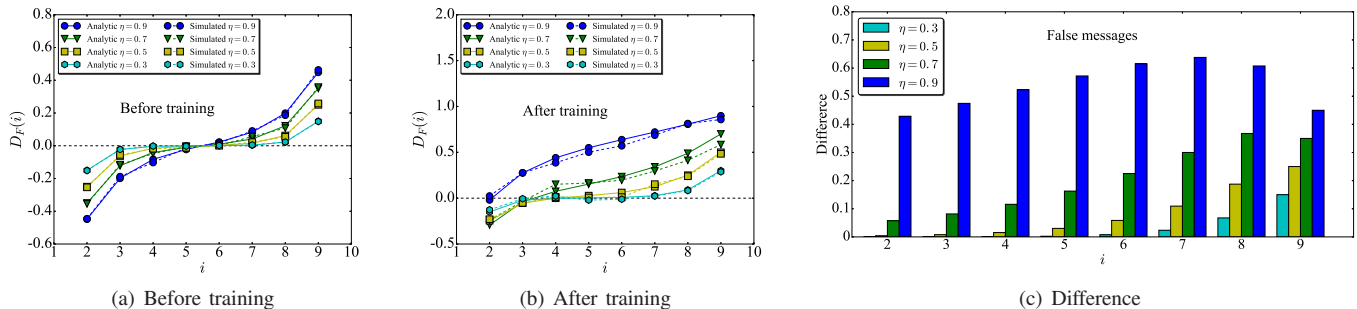 Analytic η = 0.9 Simulated η = 0.9
Analytic η = 0.7 Simulated η = 0.7
Analytic η = 0.5 Simulated η = 0.5
Analytic η = 0.3 Simulated η = 0.3
Before training
0.8
0.6
0.4
0.2
0.0
−0.2
−0.4
−0.6
D_F(i)
1 2 3 4 5 6 7 8 9 10
i
(a) Before training
Analytic η = 0.9 Simulated η = 0.9
Analytic η = 0.7 Simulated η = 0.7
Analytic η = 0.5 Simulated η = 0.5
Analytic η = 0.3 Simulated η = 0.3
After training
2.0
1.5
1.0
0.5
0.0
−0.5
D_F(i)
1 2 3 4 5 6 7 8 9 10
i
(b) After training
η = 0.3
η = 0.5
η = 0.7
η = 0.9
False messages
0.8
0.7
0.6
0.5
0.4
0.3
0.2
0.1
0
Difference
2 3 4 5 6 7 8 9
i
(c) Difference